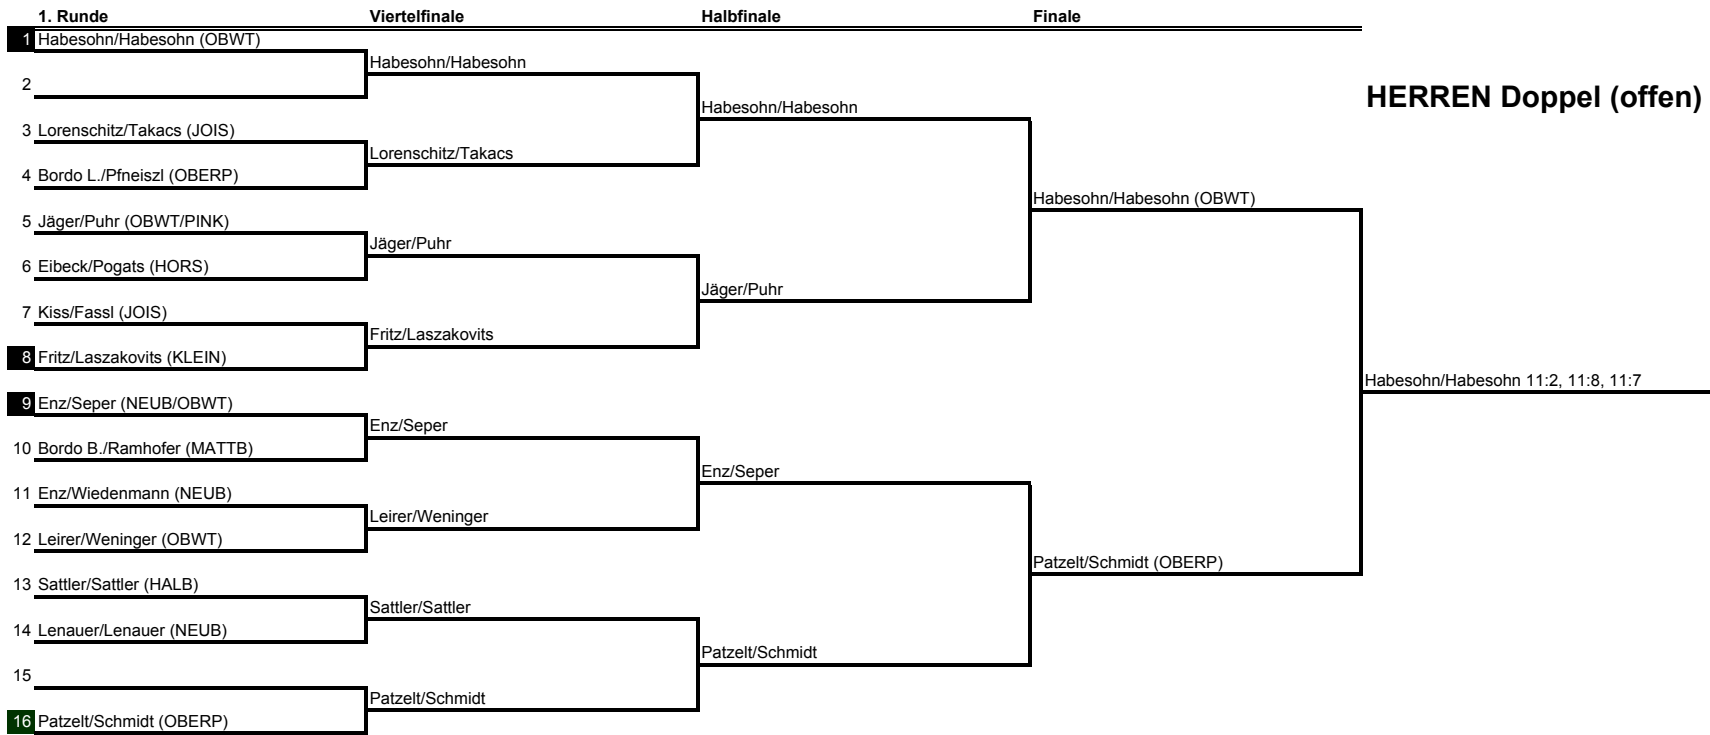 1. Runde Viertelfinale Halbfinale Finale
1 Habesohn/Habesohn (OBWT)
Habesohn/Habesohn
2
HERREN Doppel (offen)
Habesohn/Habesohn
3 Lorenschitz/Takacs (JOIS)
Lorenschitz/Takacs
4 Bordo L./Pfneiszl (OBERP)
Habesohn/Habesohn (OBWT)
5 Jäger/Puhr (OBWT/PINK)
Jäger/Puhr
6 Eibeck/Pogats (HORS)
Jäger/Puhr
7 Kiss/Fassl (JOIS)
Fritz/Laszakovits
8 Fritz/Laszakovits (KLEIN)
Habesohn/Habesohn 11:2, 11:8, 11:7
9 Enz/Seper (NEUB/OBWT)
Enz/Seper
10 Bordo B./Ramhofer (MATTB)
Enz/Seper
11 Enz/Wiedenmann (NEUB)
Leirer/Weninger
12 Leirer/Weninger (OBWT)
Patzelt/Schmidt (OBERP)
13 Sattler/Sattler (HALB)
Sattler/Sattler
14 Lenauer/Lenauer (NEUB)
Patzelt/Schmidt
15
Patzelt/Schmidt
16 Patzelt/Schmidt (OBERP)